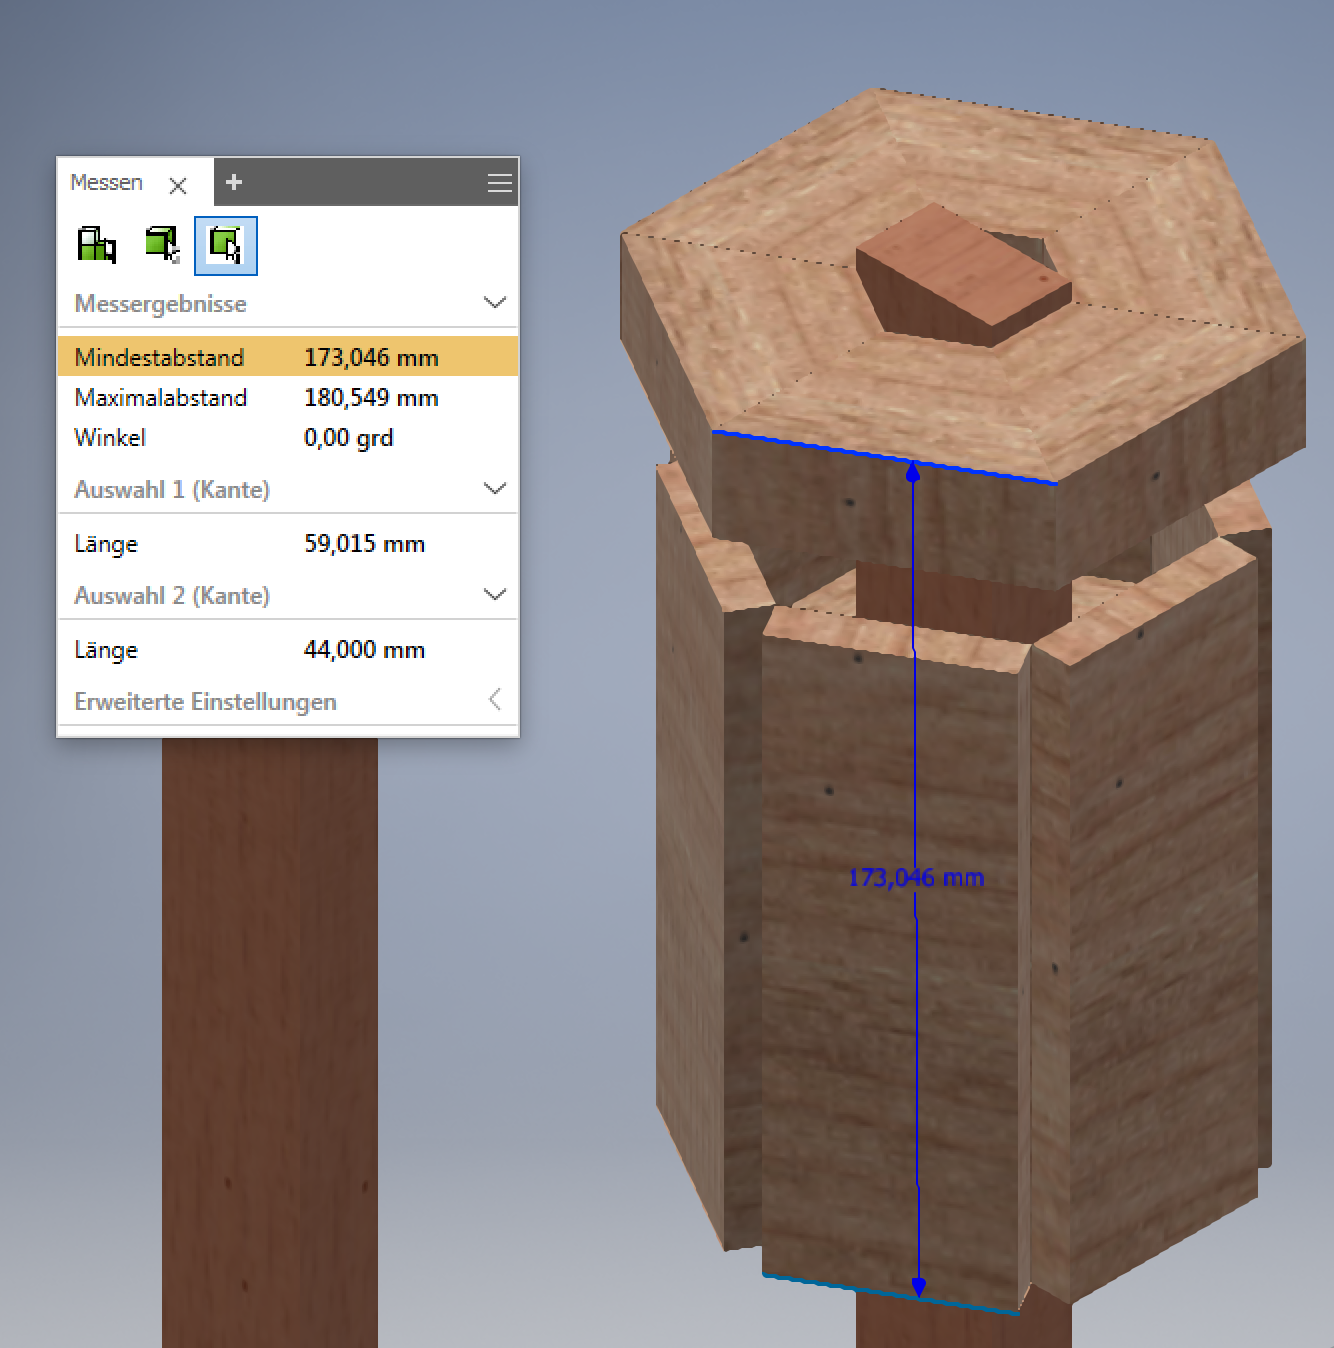 Messen
Messergebnisse
Mindestabstand 173,046 mm
Maximalabstand 180,549 mm
Winkel 0,00 grd
Auswahl 1 (Kante)
Länge 59,015 mm
Auswahl 2 (Kante)
Länge 44,000 mm
Erweiterte Einstellungen
173,046 mm